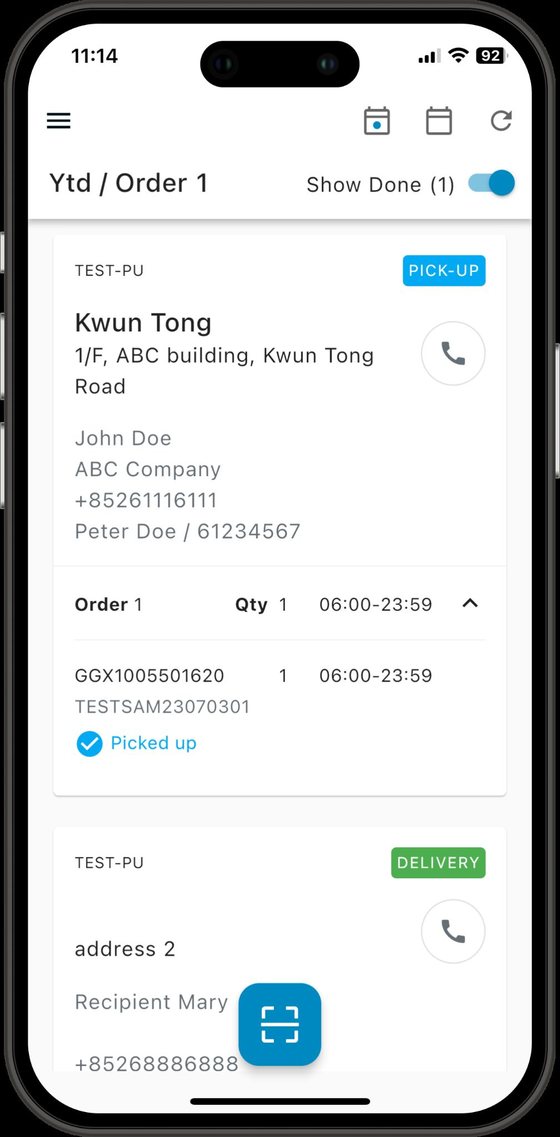 11:14
92
Ytd / Order 1
Show Done (1)
TEST-PU
PICK-UP
Kwun Tong
1/F, ABC building, Kwun Tong
Road
John Doe
ABC Company
+85261116111
Peter Doe / 61234567
Order 1 Qty 1 06:00-23:59
GGX1005501620 1 06:00-23:59
TESTSAM23070301
Picked up
TEST-PU
DELIVERY
address 2
Recipient Mary
+85268886888